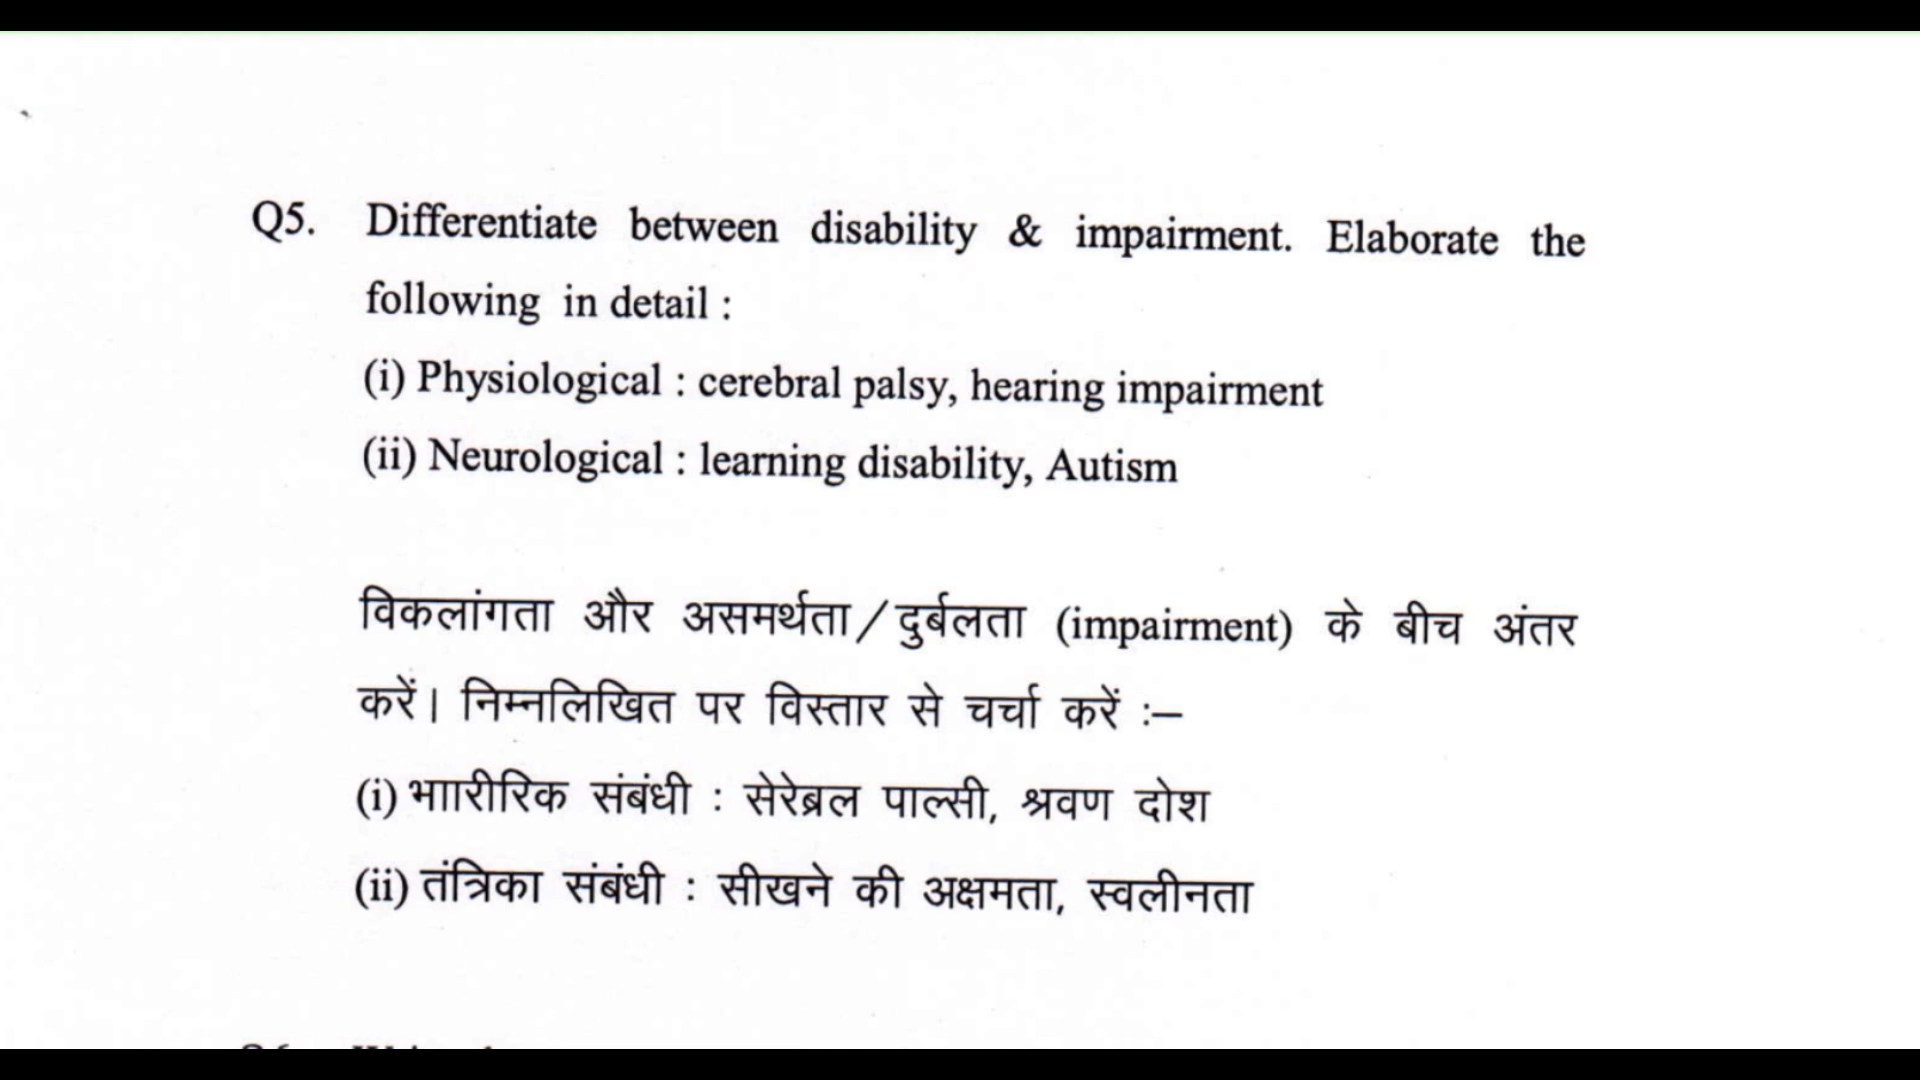 Q5. Differentiate between disability & impairment. Elaborate the
following in detail :
(i) Physiological : cerebral palsy, hearing impairment
(ii) Neurological : learning disability, Autism
विकलांगता और असमर्थता/दुर्बलता (impairment) के बीच अंतर
करें। निम्नलिखित पर विस्तार से चर्चा करें :–
(i) भाारीरिक संबंधी : सेरेब्रल पाल्सी, श्रवण दोश
(ii) तंत्रिका संबंधी : सीखने की अक्षमता, स्वलीनता